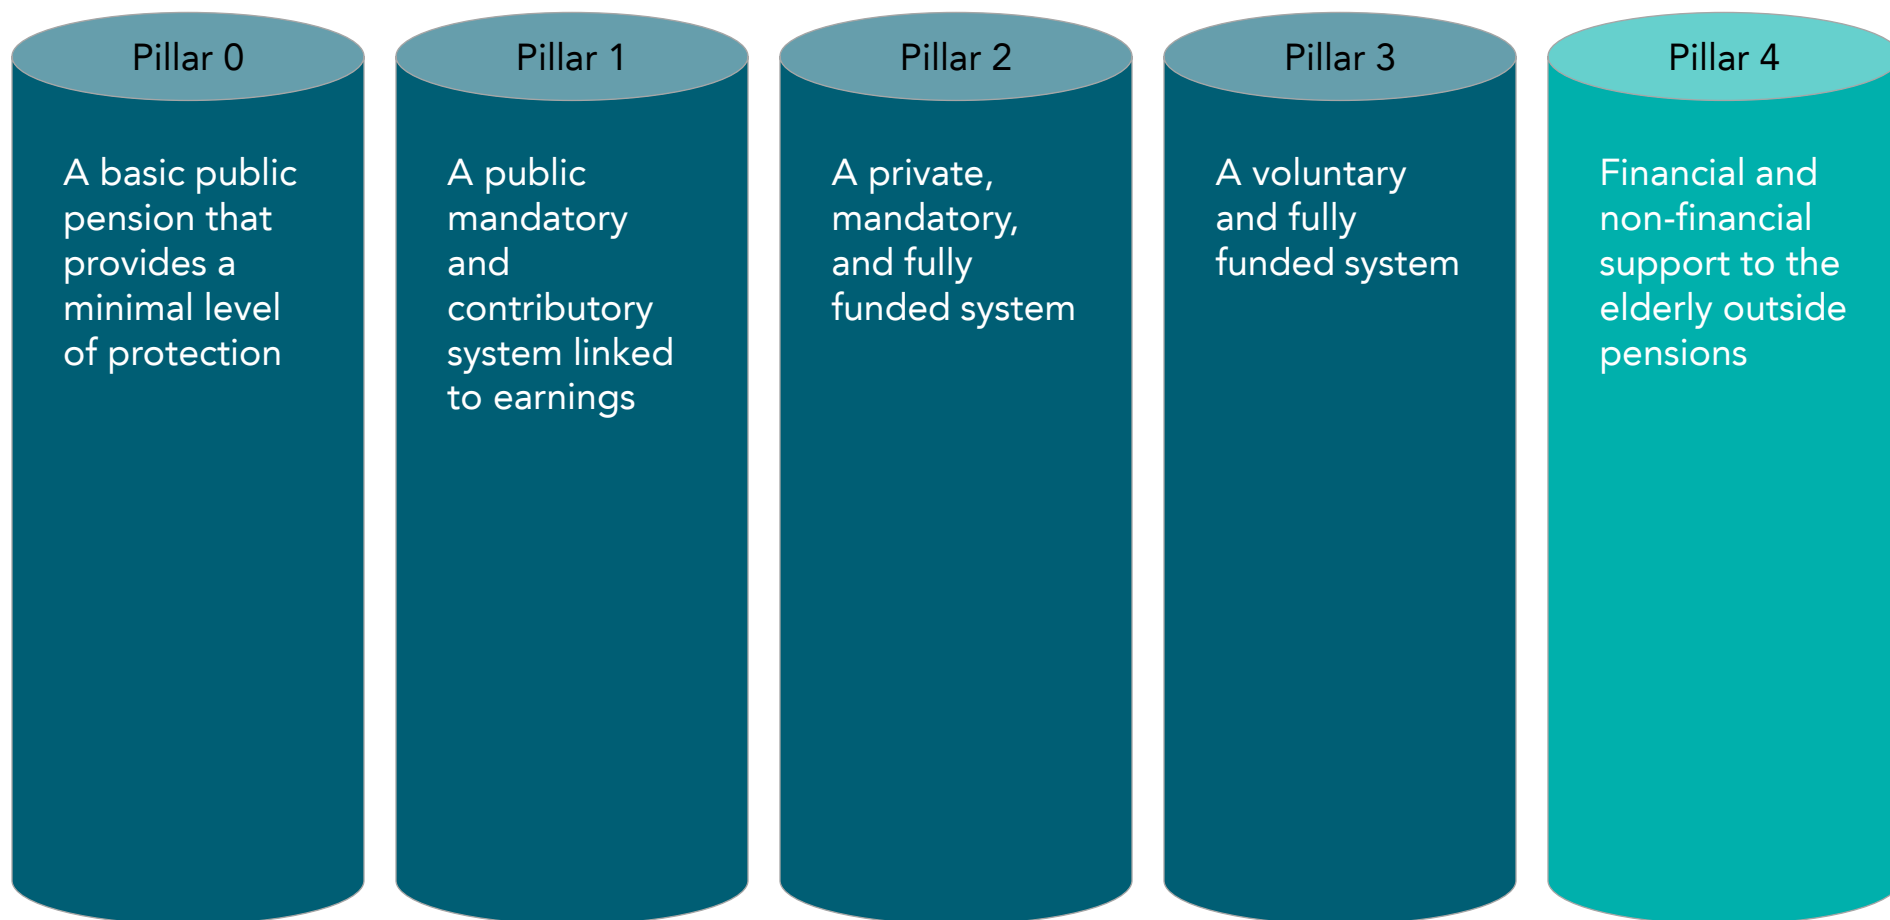 Pillar 0
A basic public
pension that
provides a
minimal level
of protection
Pillar 1
A public
mandatory
and
contributory
system linked
to earnings
Pillar 2
A private,
mandatory,
and fully
funded system
Pillar 3
A voluntary
and fully
funded system
Pillar 4
Financial and
non-financial
support to the
elderly outside
pensions